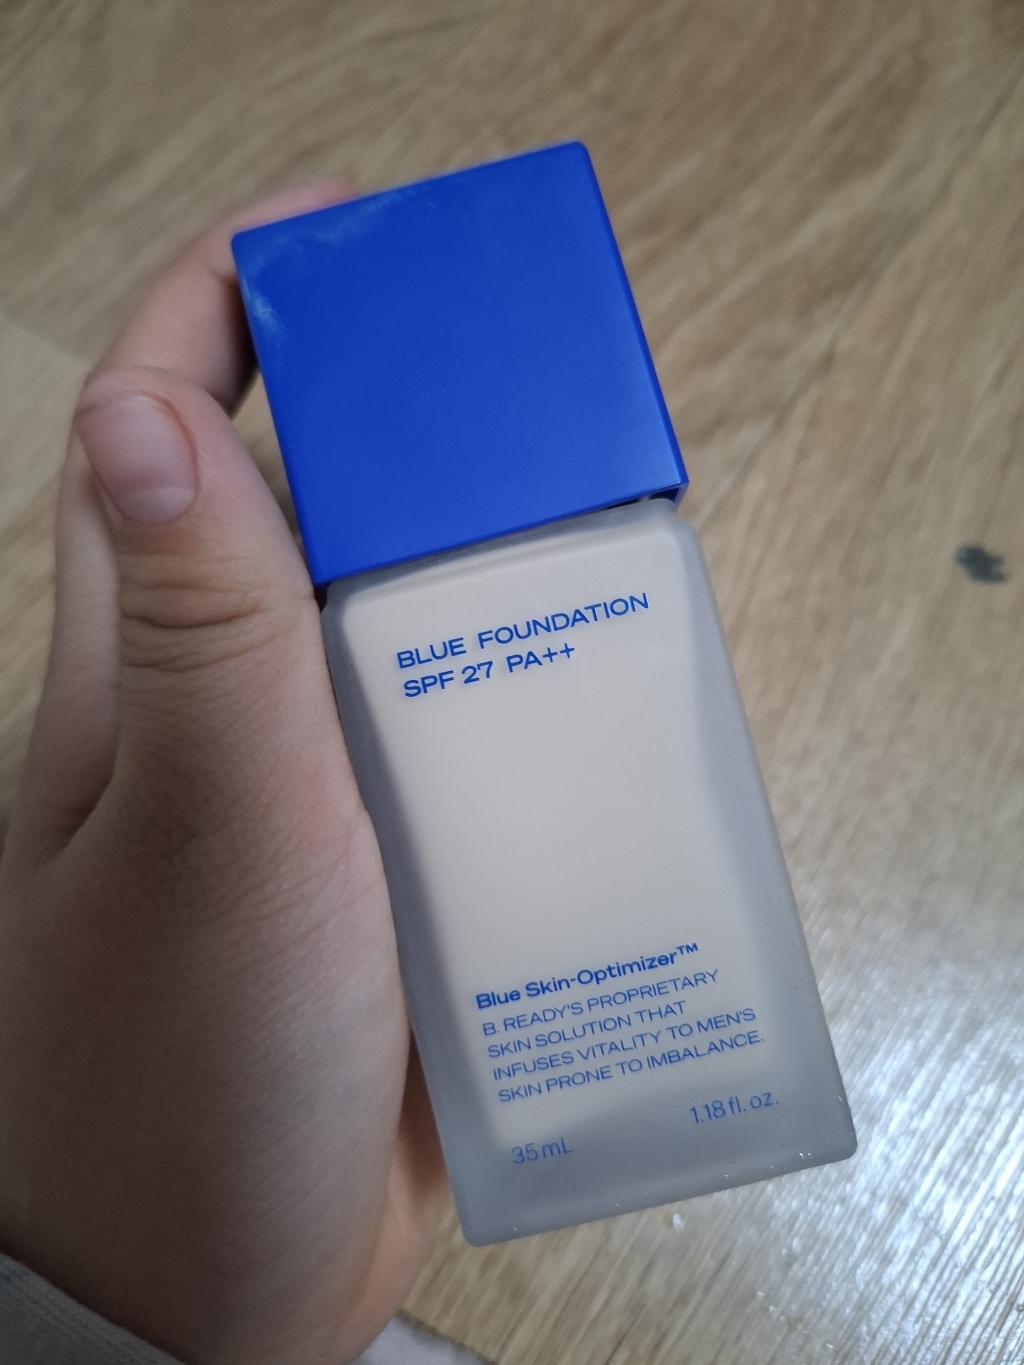 BLUE FOUNDATION
SPF 27 PA++
Blue Skin-Optimizer™
B. READY'S PROPRIETARY
SKIN SOLUTION THAT
INFUSES VITALITY TO MEN'S
SKIN PRONE TO IMBALANCE.
35 mL 1.18 fl. oz.